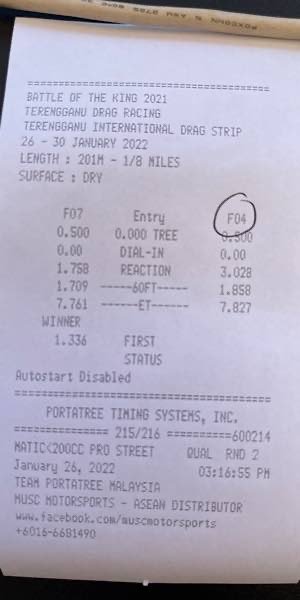 BATTLE OF THE KING 2021
TERENGGANU DRAG RACING
TERENGGANU INTERNATIONAL DRAG STRIP
26 - 30 JANUARY 2022
LENGTH : 201M - 1/8 MILES
SURFACE : DRY
F07 Entry F04
0.500 0.000 TREE 0.500
0.00 DIAL-IN 0.00
1.758 REACTION 3.028
1.709 -----60FT----- 1.858
7.761 ------ET------ 7.827
WINNER
1.336 FIRST
STATUS
Autostart Disabled
PORTATREE TIMING SYSTEMS, INC.
============== 215/216 ==========600214
MATIC<200CC PRO STREET QUAL RND 2
January 26, 2022 03:16:55 PM
TEAM PORTATREE MALAYSIA
MUSC MOTORSPORTS - ASEAN DISTRIBUTOR
www.facebook.com/muscmotorsports
+6016-6681490